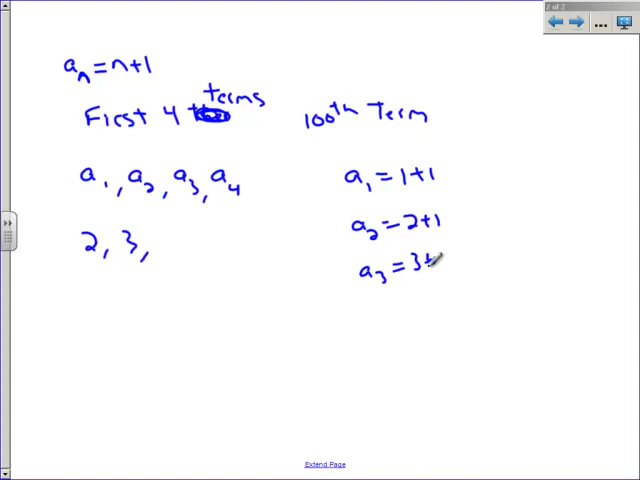 2 of 2
aₙ = n+1
First 4 terms
100th Term
a₁, a₂, a₃, a₄
2, 3,
a₁ = 1+1
a₂ = 2+1
a₃ = 3+
Extend Page